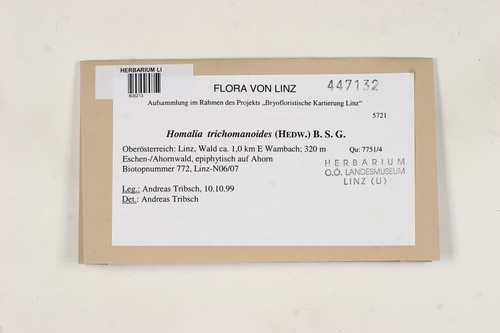 HERBARIUM LI
606212
FLORA VON LINZ
447132
Aufsammlung im Rahmen des Projekts „Bryofloristische Kartierung Linz"
5721
Homalia trichomanoides (HEDW.) B. S. G.
Oberösterreich: Linz, Wald ca. 1,0 km E Wambach; 320 m Qu: 7751/4
Eschen-/Ahornwald, epiphytisch auf Ahorn
Biotopnummer 772, Linz-N06/07
HERBARIUM
O.Ö. LANDESMUSEUM
LINZ (LI)
Leg.: Andreas Tribsch, 10.10.99
Det.: Andreas Tribsch